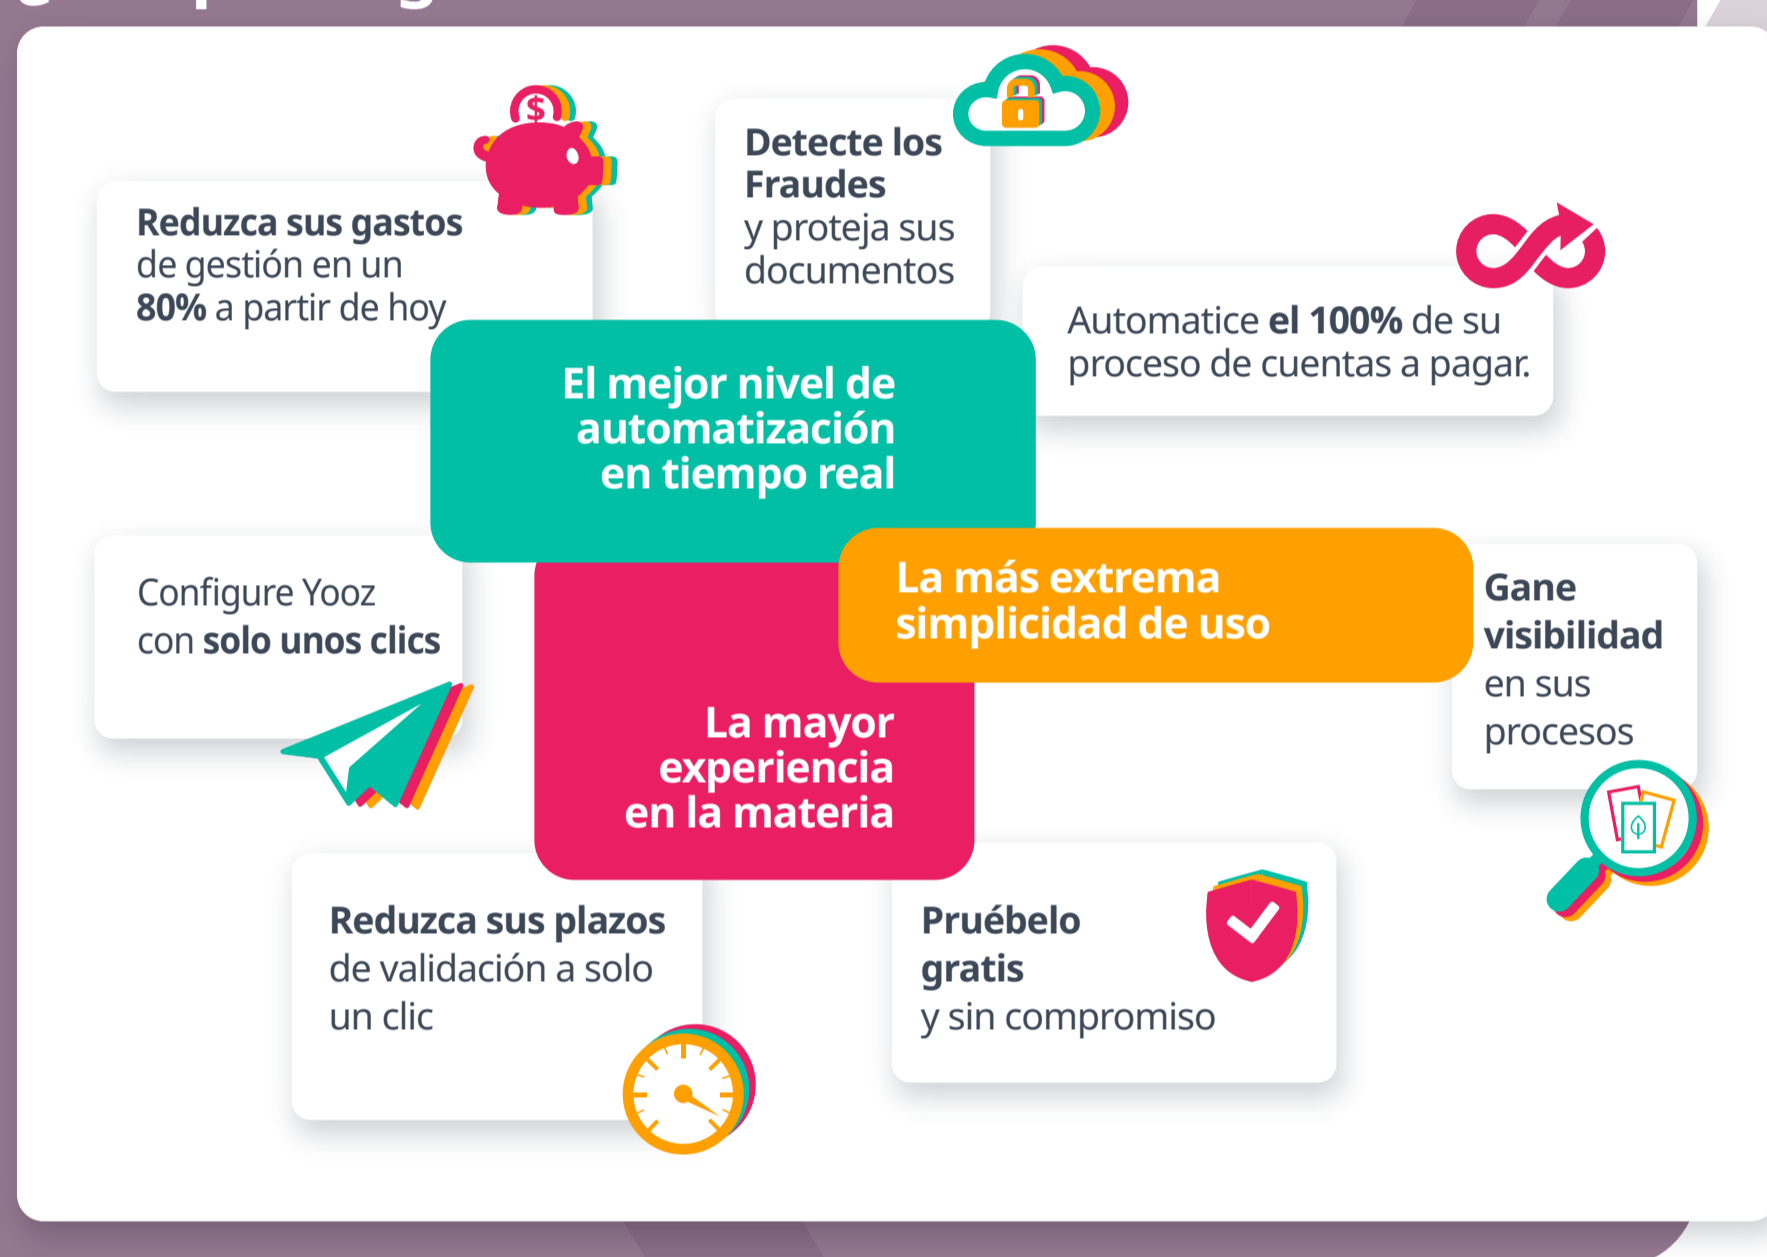 Reduzca sus gastos
de gestión en un
80% a partir de hoy
$
Detecte los
Fraudes
y proteja sus
documentos
Automatice el 100% de su
proceso de cuentas a pagar.
El mejor nivel de
automatización
en tiempo real
La más extrema
simplicidad de uso
La mayor
experiencia
en la materia
Configure Yooz
con solo unos clics
Gane
visibilidad
en sus
procesos
Reduzca sus plazos
de validación a solo
un clic
Pruébelo
gratis
y sin compromiso